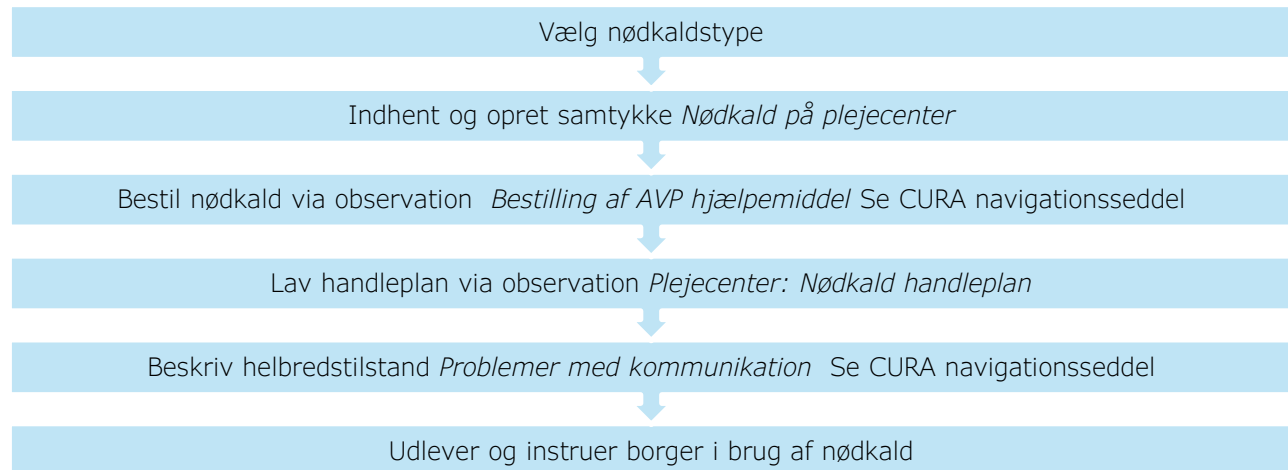 Vælg nødkaldstype
Indhent og opret samtykke Nødkald på plejecenter
Bestil nødkald via observation Bestilling af AVP hjælpemiddel Se CURA navigationsseddel
Lav handleplan via observation Plejecenter: Nødkald handleplan
Beskriv helbredstilstand Problemer med kommunikation Se CURA navigationsseddel
Udlever og instruer borger i brug af nødkald